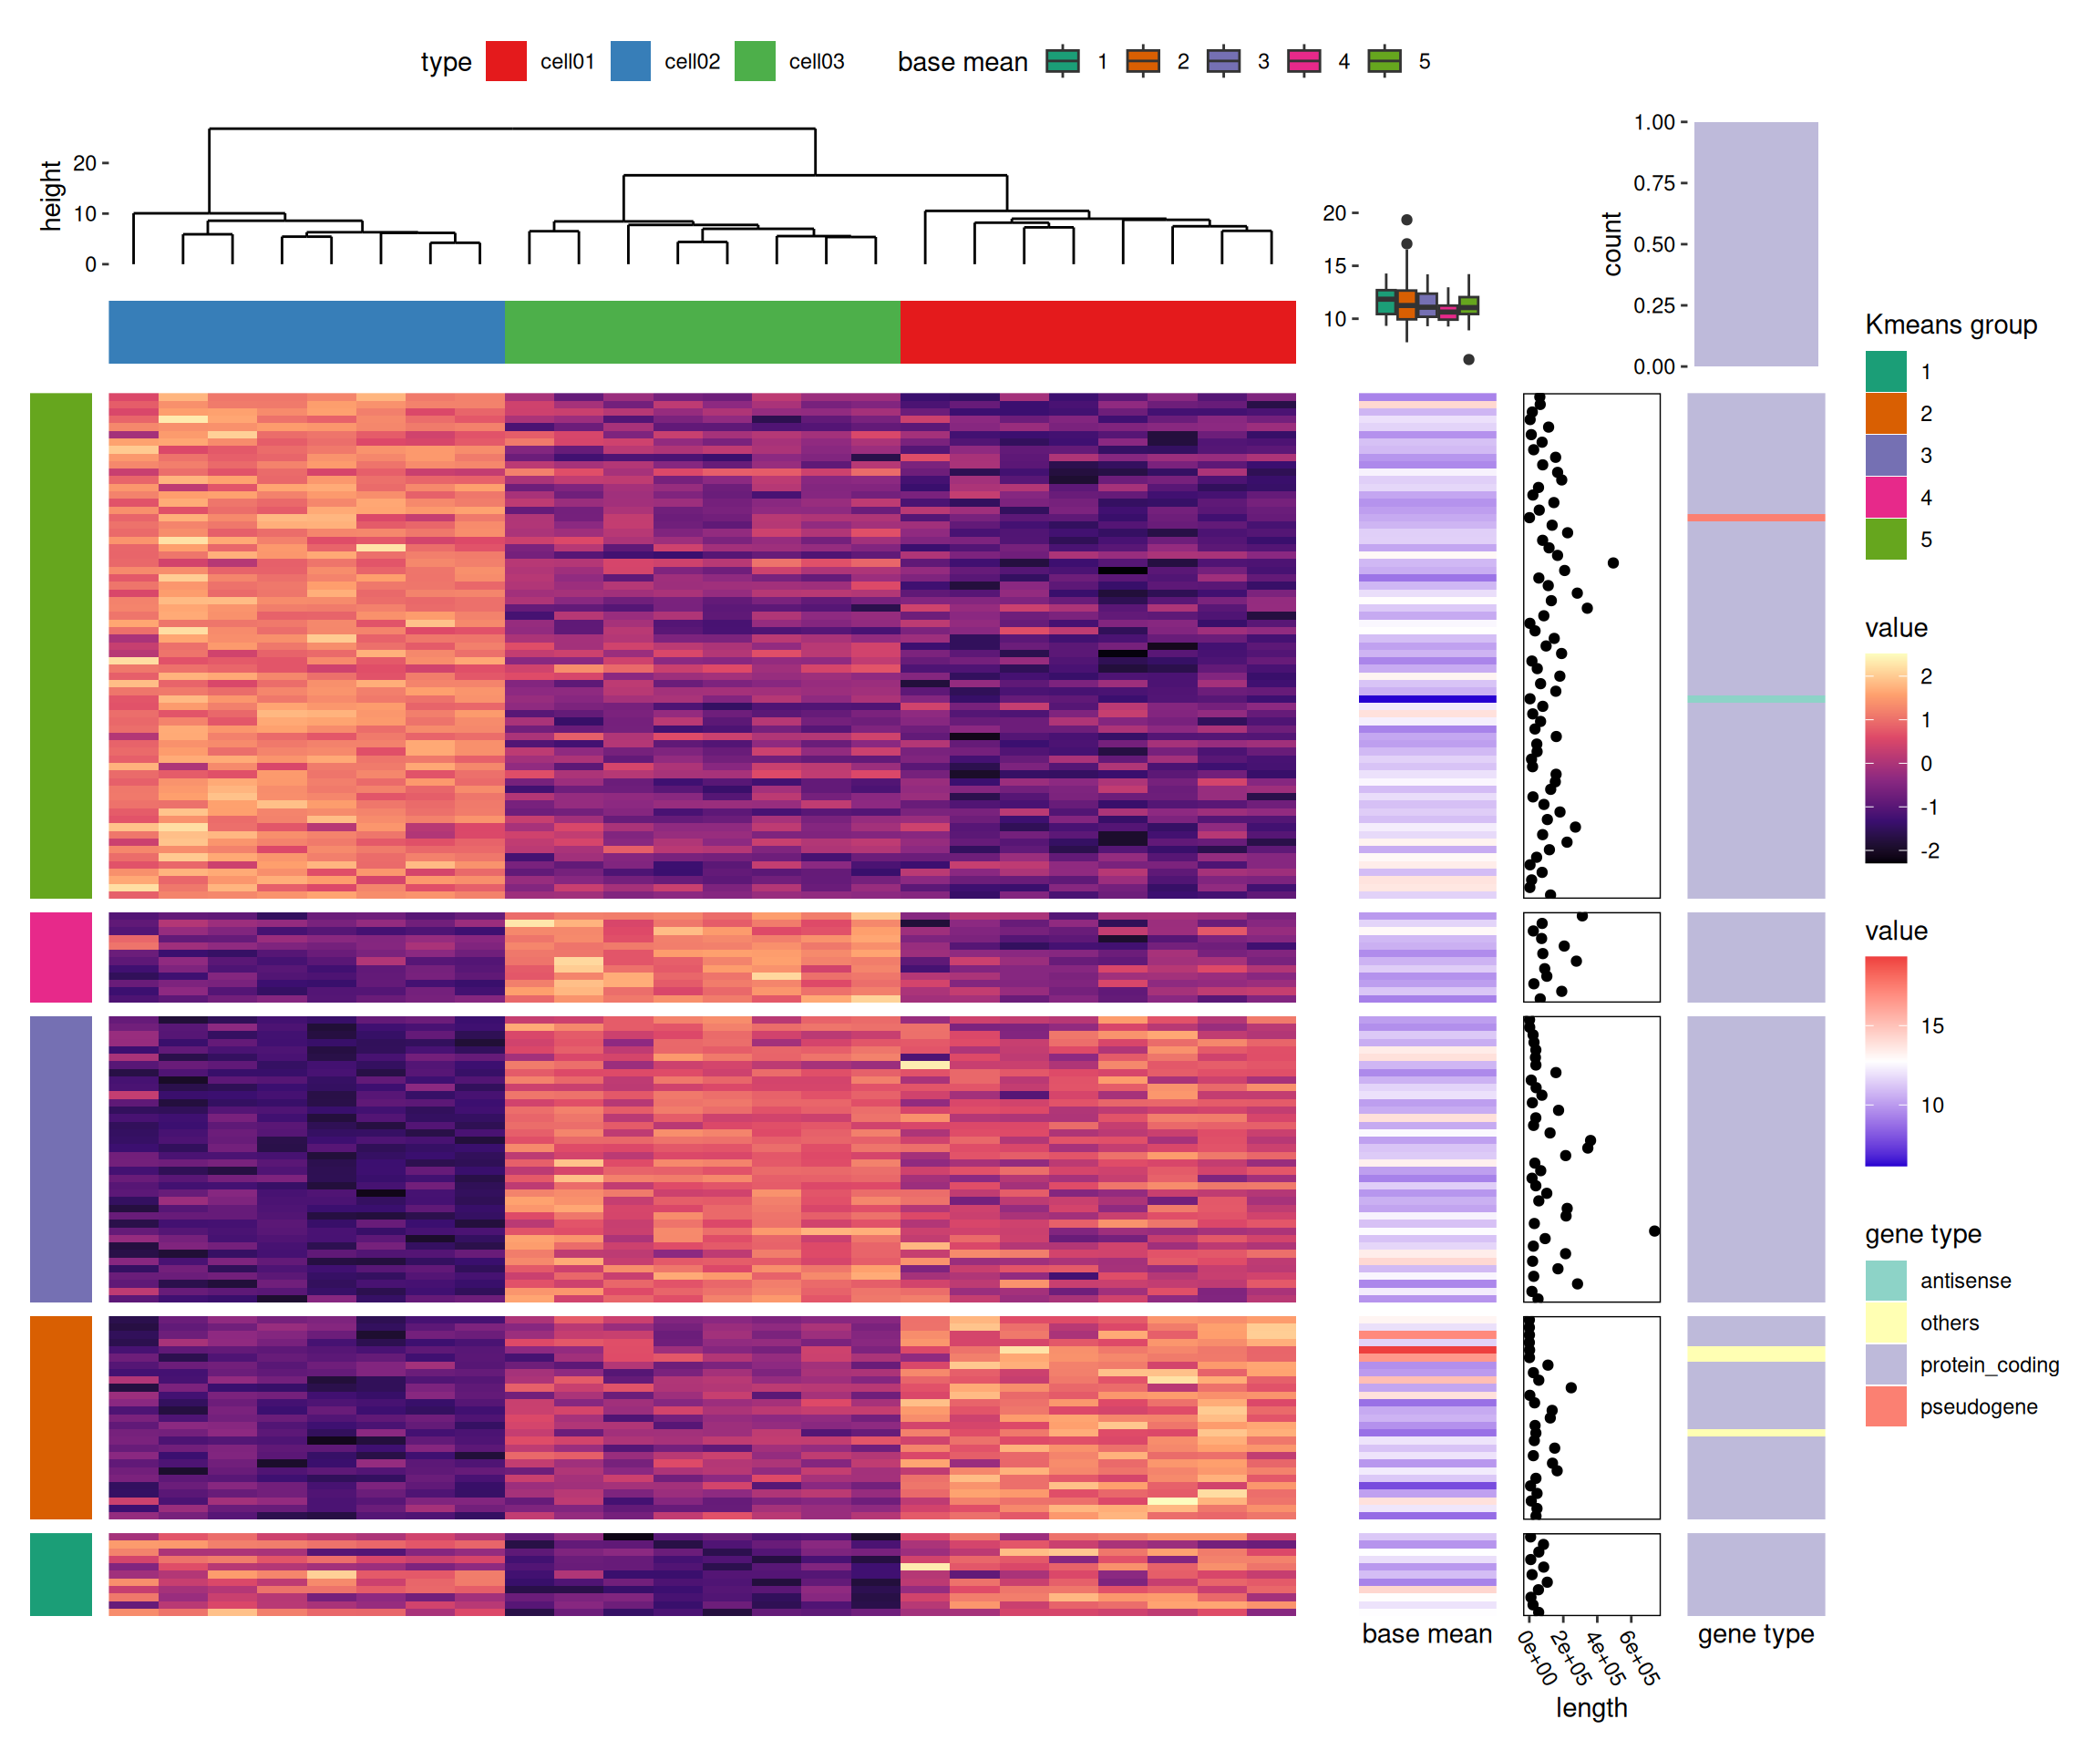 type cell01 cell02 cell03 base mean 1 2 3 4 5
height
20
10
0
20
15
10
count
1.00
0.75
0.50
0.25
0.00
Kmeans group
1
2
3
4
5
value
2
1
0
-1
-2
value
15
10
gene type
antisense
others
protein_coding
pseudogene
base mean
0e+00 2e+05 4e+05 6e+05
length
gene type